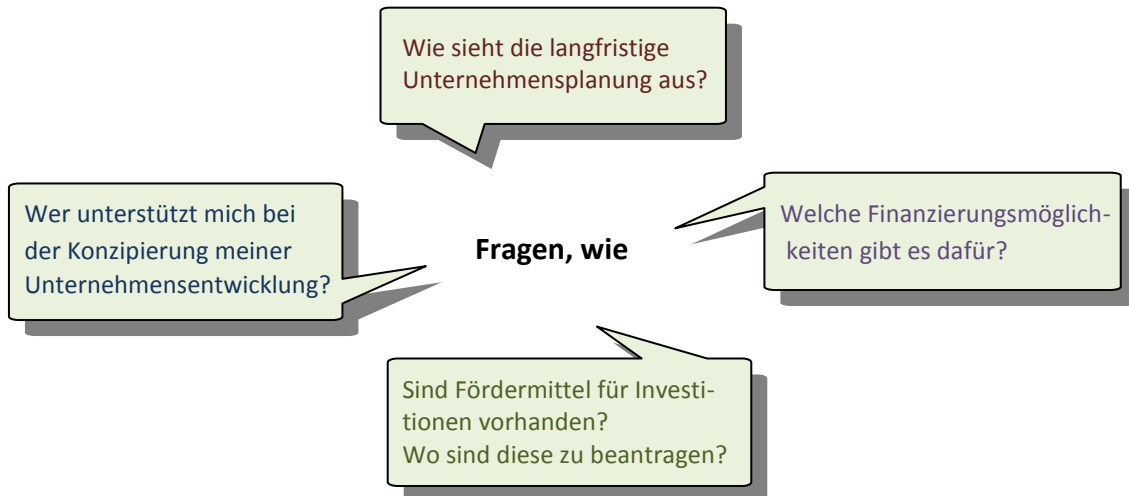 Wie sieht die langfristige
Unternehmensplanung aus?
Wer unterstützt mich bei
der Konzipierung meiner
Unternehmensentwicklung?
Fragen, wie
Welche Finanzierungsmöglich-
keiten gibt es dafür?
Sind Fördermittel für Investi-
tionen vorhanden?
Wo sind diese zu beantragen?